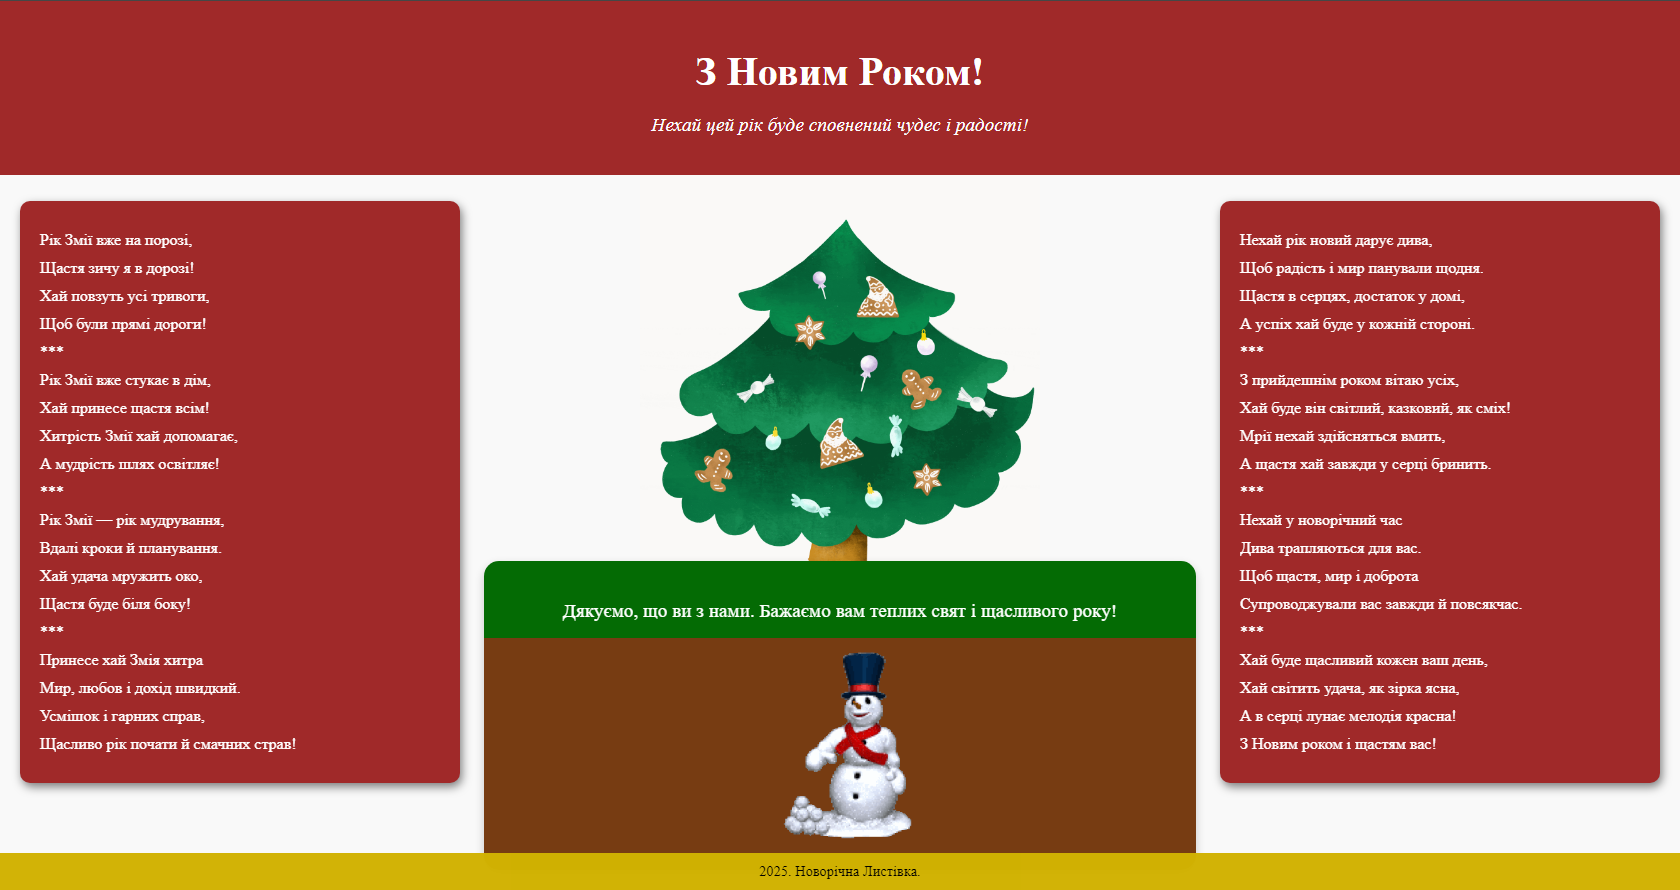 З Новим Роком!
Нехай цей рік буде сповнений чудес і радості!
Рік Змії вже на порозі,
Щастя зичу я в дорозі!
Хай повзуть усі тривоги,
Щоб були прямі дороги!
***
Рік Змії вже стукає в дім,
Хай принесе щастя всім!
Хитрість Змії хай допомагає,
А мудрість шлях освітляє!
***
Рік Змії — рік мудрування,
Вдалі кроки й планування.
Хай удача мружить око,
Щастя буде біля боку!
***
Принесе хай Змія хитра
Мир, любов і дохід швидкий.
Усмішок і гарних справ,
Щасливо рік почати й смачних страв!
Дякуємо, що ви з нами. Бажаємо вам теплих свят і щасливого року!
Нехай рік новий дарує дива,
Щоб радість і мир панували щодня.
Щастя в серцях, достаток у домі,
А успіх хай буде у кожній стороні.
***
З прийдешнім роком вітаю усіх,
Хай буде він світлий, казковий, як сміх!
Мрії нехай здійсняться вмить,
А щастя хай завжди у серці бринить.
***
Нехай у новорічний час
Дива трапляються для вас.
Щоб щастя, мир і доброта
Супроводжували вас завжди й повсякчас.
***
Хай буде щасливий кожен ваш день,
Хай світить удача, як зірка ясна,
А в серці лунає мелодія красна!
З Новим роком і щастям вас!
2025. Новорічна Листівка.